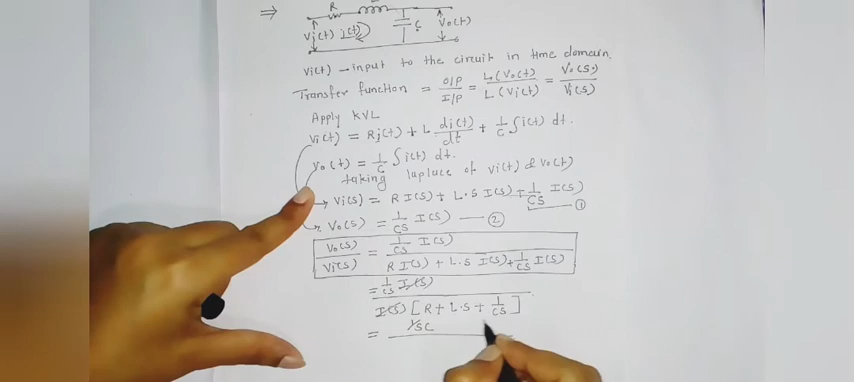 ⇒ R
Vi(t) i(t) C Vo(t)
Vi(t) — input to the circuit in time domain.
Transfer function = O/P / I/P = L(Vo(t)) / L(Vi(t)) = Vo(s) / Vi(s)
Apply KVL
Vi(t) = Ri(t) + L di(t)/dt + 1/C ∫i(t) dt.
Vo(t) = 1/C ∫i(t) dt.
taking laplace of Vi(t) & Vo(t)
→ Vi(s) = R I(s) + L.S I(s) + 1/CS I(s) — ①
→ Vo(s) = 1/CS I(s) — ②
Vo(s) / Vi(s) = 1/CS I(s) / R I(s) + L.S I(s) + 1/CS I(s)
= 1/CS I(s) / I(s) [R + L.S + 1/CS]
= 1/SC